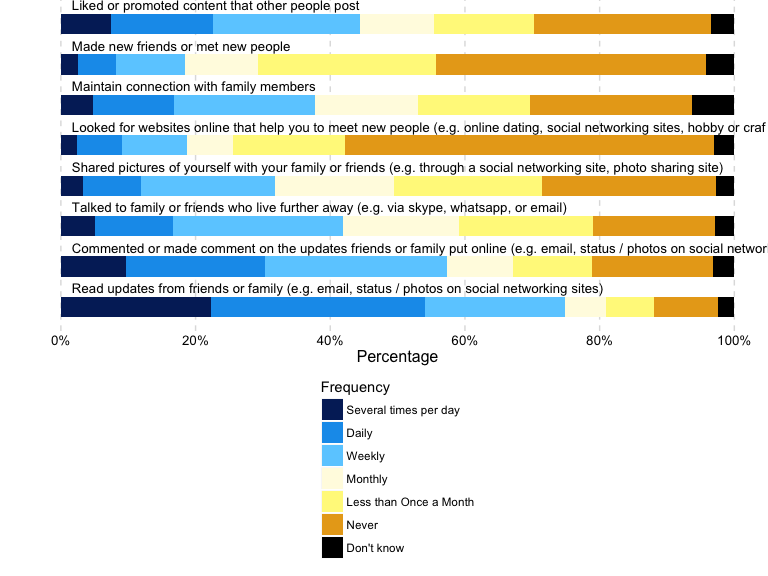 Liked or promoted content that other people post
Made new friends or met new people
Maintain connection with family members
Looked for websites online that help you to meet new people (e.g. online dating, social networking sites, hobby or craf
Shared pictures of yourself with your family or friends (e.g. through a social networking site, photo sharing site)
Talked to family or friends who live further away (e.g. via skype, whatsapp, or email)
Commented or made comment on the updates friends or family put online (e.g. email, status / photos on social networ
Read updates from friends or family (e.g. email, status / photos on social networking sites)
0% 20% 40% 60% 80% 100%
Percentage
Frequency
Several times per day
Daily
Weekly
Monthly
Less than Once a Month
Never
Don't know